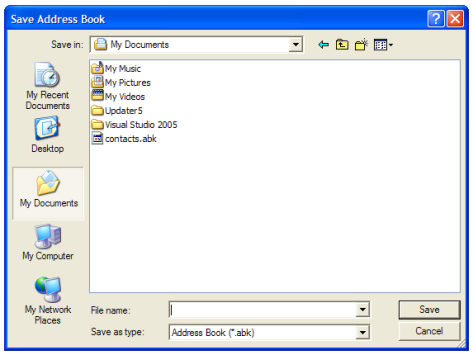 Save Address Book
Save in:
My Documents
My Recent
Documents
Desktop
My Documents
My Computer
My Network
Places
My Music
My Pictures
My Videos
Updater5
Visual Studio 2005
contacts.abk
File name:
Save
Save as type:
Address Book (*.abk)
Cancel